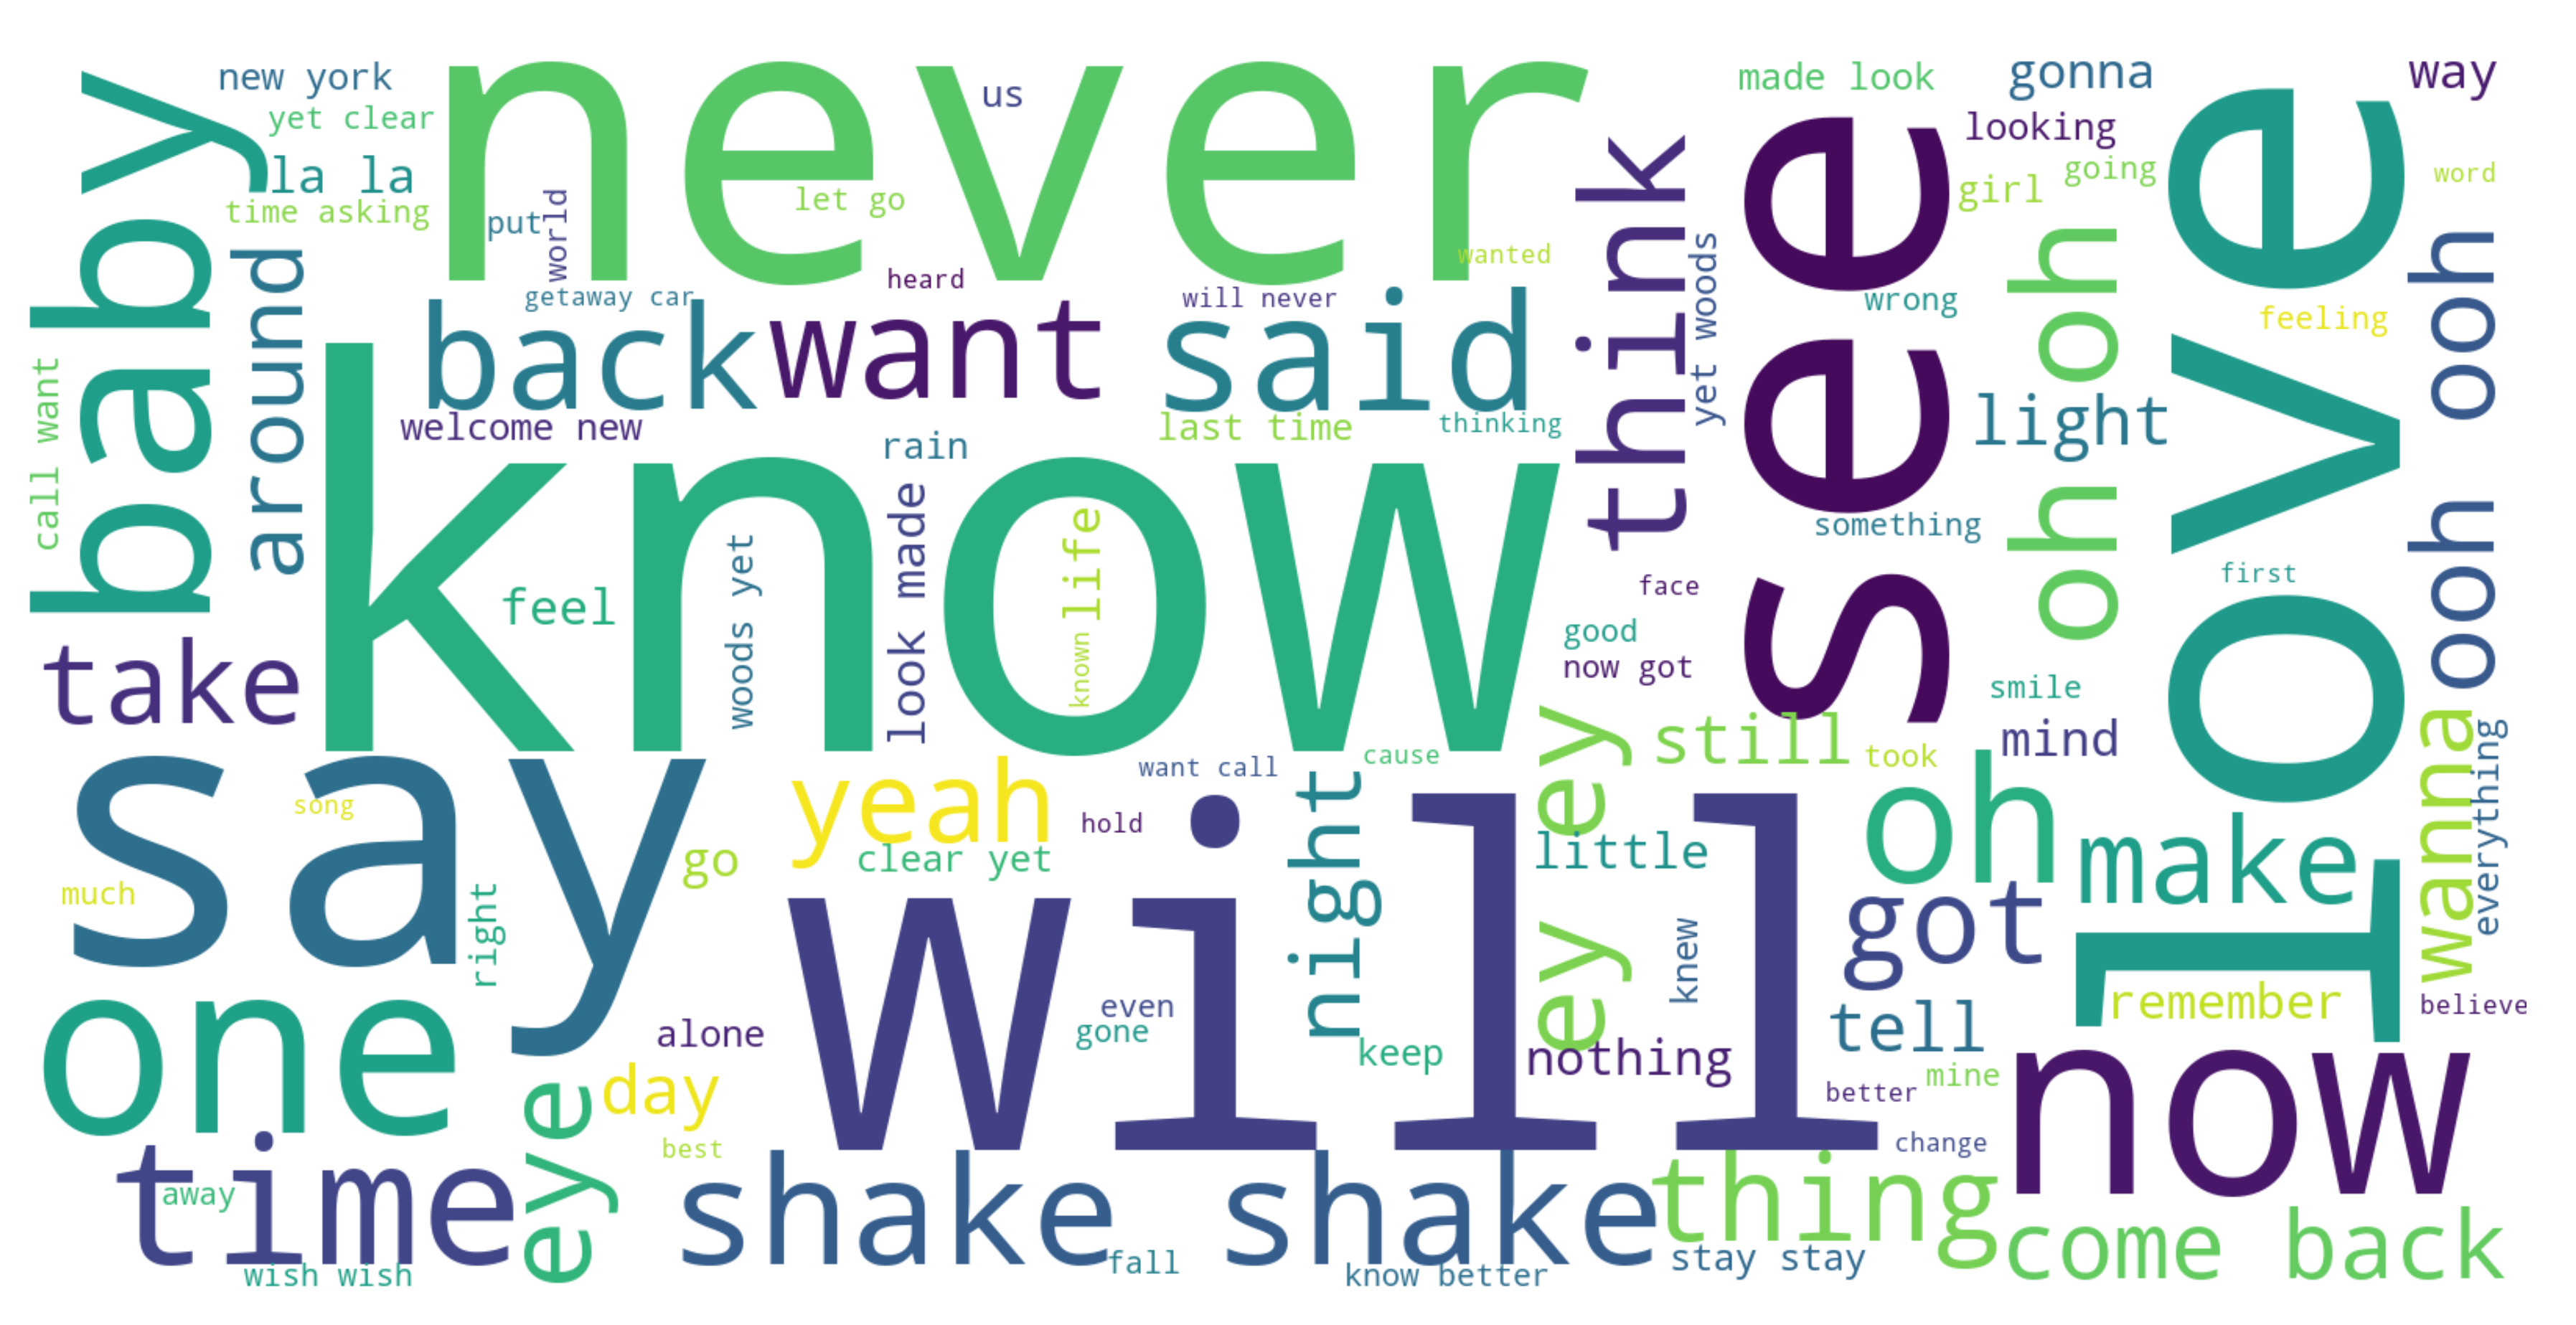 new york
yet clear
la la
time asking
baby
around
call want
never
us
put
world
let go
heard
wanted
getaway car
will never
back
want
said
welcome new
last time
thinking
rain
think
yet woods
see
made look
gonna
way
looking
going
girl
word
wrong
oh oh
love
ooh ooh
feeling
light
something
first
know
feel
woods yet
look made
life
known
face
good
now got
smile
take
mind
still
took
wanna
everything
say
song
much
go
right
yeah
clear yet
want call
hold
cause
will
night
ey ey
little
knew
oh
got
make
remember
believe
tell
one
alone
even
gone
keep
nothing
mine
better
now
day
eye
best
change
time
away
wish wish
shake shake
fall
know better
thing
stay stay
come back